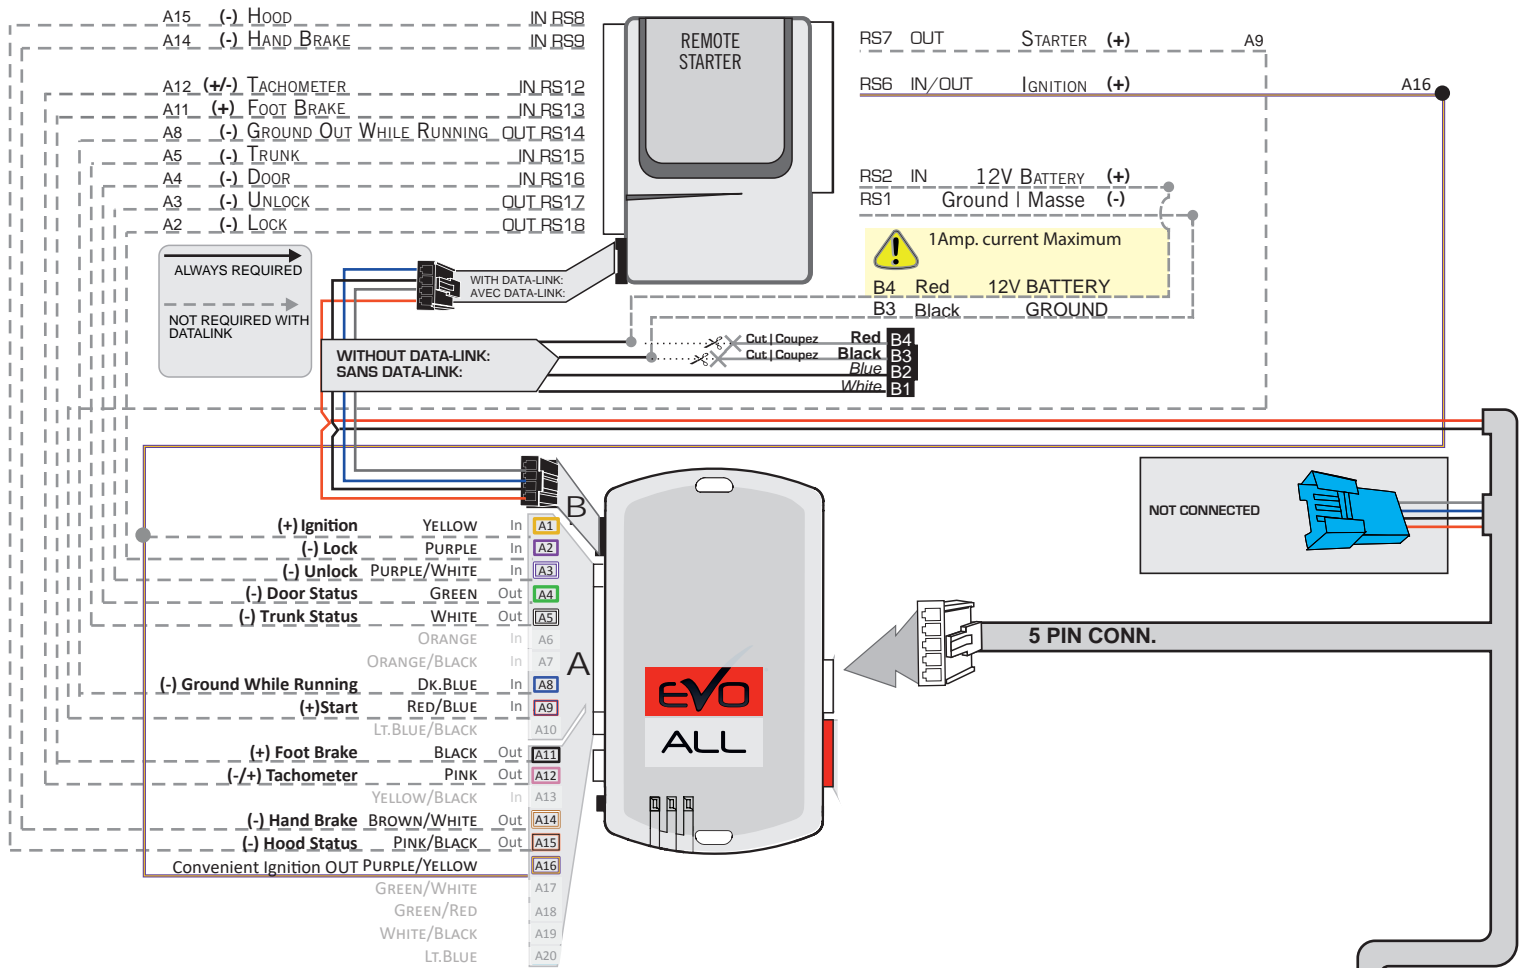 A15 (-) Hood IN RS8
A14 (-) Hand Brake IN RS9
A12 (+/-) Tachometer IN RS12
A11 (+) Foot Brake IN RS13
A8 (-) Ground Out While Running OUT RS14
A5 (-) Trunk IN RS15
A4 (-) Door IN RS16
A3 (-) Unlock OUT RS17
A2 (-) Lock OUT RS18
REMOTE
STARTER
RS7 OUT Starter (+) A9
RS6 IN/OUT Ignition (+) A16
RS2 IN 12V Battery (+)
RS1 Ground | Masse (-)
1Amp. current Maximum
B4 Red 12V BATTERY
B3 Black GROUND
ALWAYS REQUIRED
NOT REQUIRED WITH
DATALINK
WITH DATA-LINK:
AVEC DATA-LINK:
WITHOUT DATA-LINK:
SANS DATA-LINK:
Cut | Coupez Red B4
Cut | Coupez Black B3
Blue B2
White B1
NOT CONNECTED
5 PIN CONN.
B
A
(+) Ignition Yellow In A1
(-) Lock Purple In A2
(-) Unlock Purple/White In A3
(-) Door Status Green Out A4
(-) Trunk Status White Out A5
Orange In A6
Orange/Black In A7
(-) Ground While Running Dk.Blue In A8
(+)Start Red/Blue In A9
Lt.Blue/Black A10
(+) Foot Brake Black Out A11
(-/+) Tachometer Pink Out A12
Yellow/Black In A13
(-) Hand Brake Brown/White Out A14
(-) Hood Status Pink/Black Out A15
Convenient Ignition OUT Purple/Yellow A16
Green/White A17
Green/Red A18
White/Black A19
Lt.Blue A20
EVO
ALL